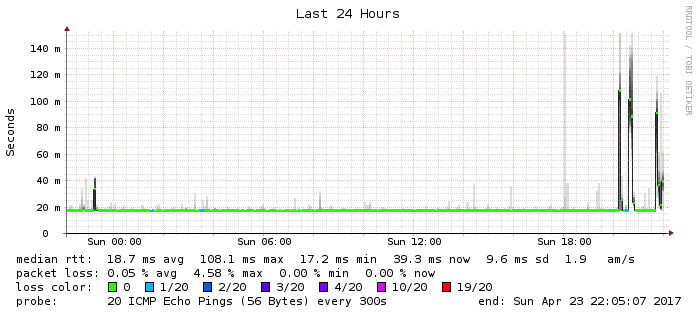 Last 24 Hours
RRDTOOL / TOBI OETIKER
Seconds
140 m
120 m
100 m
80 m
60 m
40 m
20 m
0
Sun 00:00 Sun 06:00 Sun 12:00 Sun 18:00
median rtt: 18.7 ms avg 108.1 ms max 17.2 ms min 39.3 ms now 9.6 ms sd 1.9 am/s
packet loss: 0.05 % avg 4.58 % max 0.00 % min 0.00 % now
loss color: 0 1/20 2/20 3/20 4/20 10/20 19/20
probe: 20 ICMP Echo Pings (56 Bytes) every 300s end: Sun Apr 23 22:05:07 2017